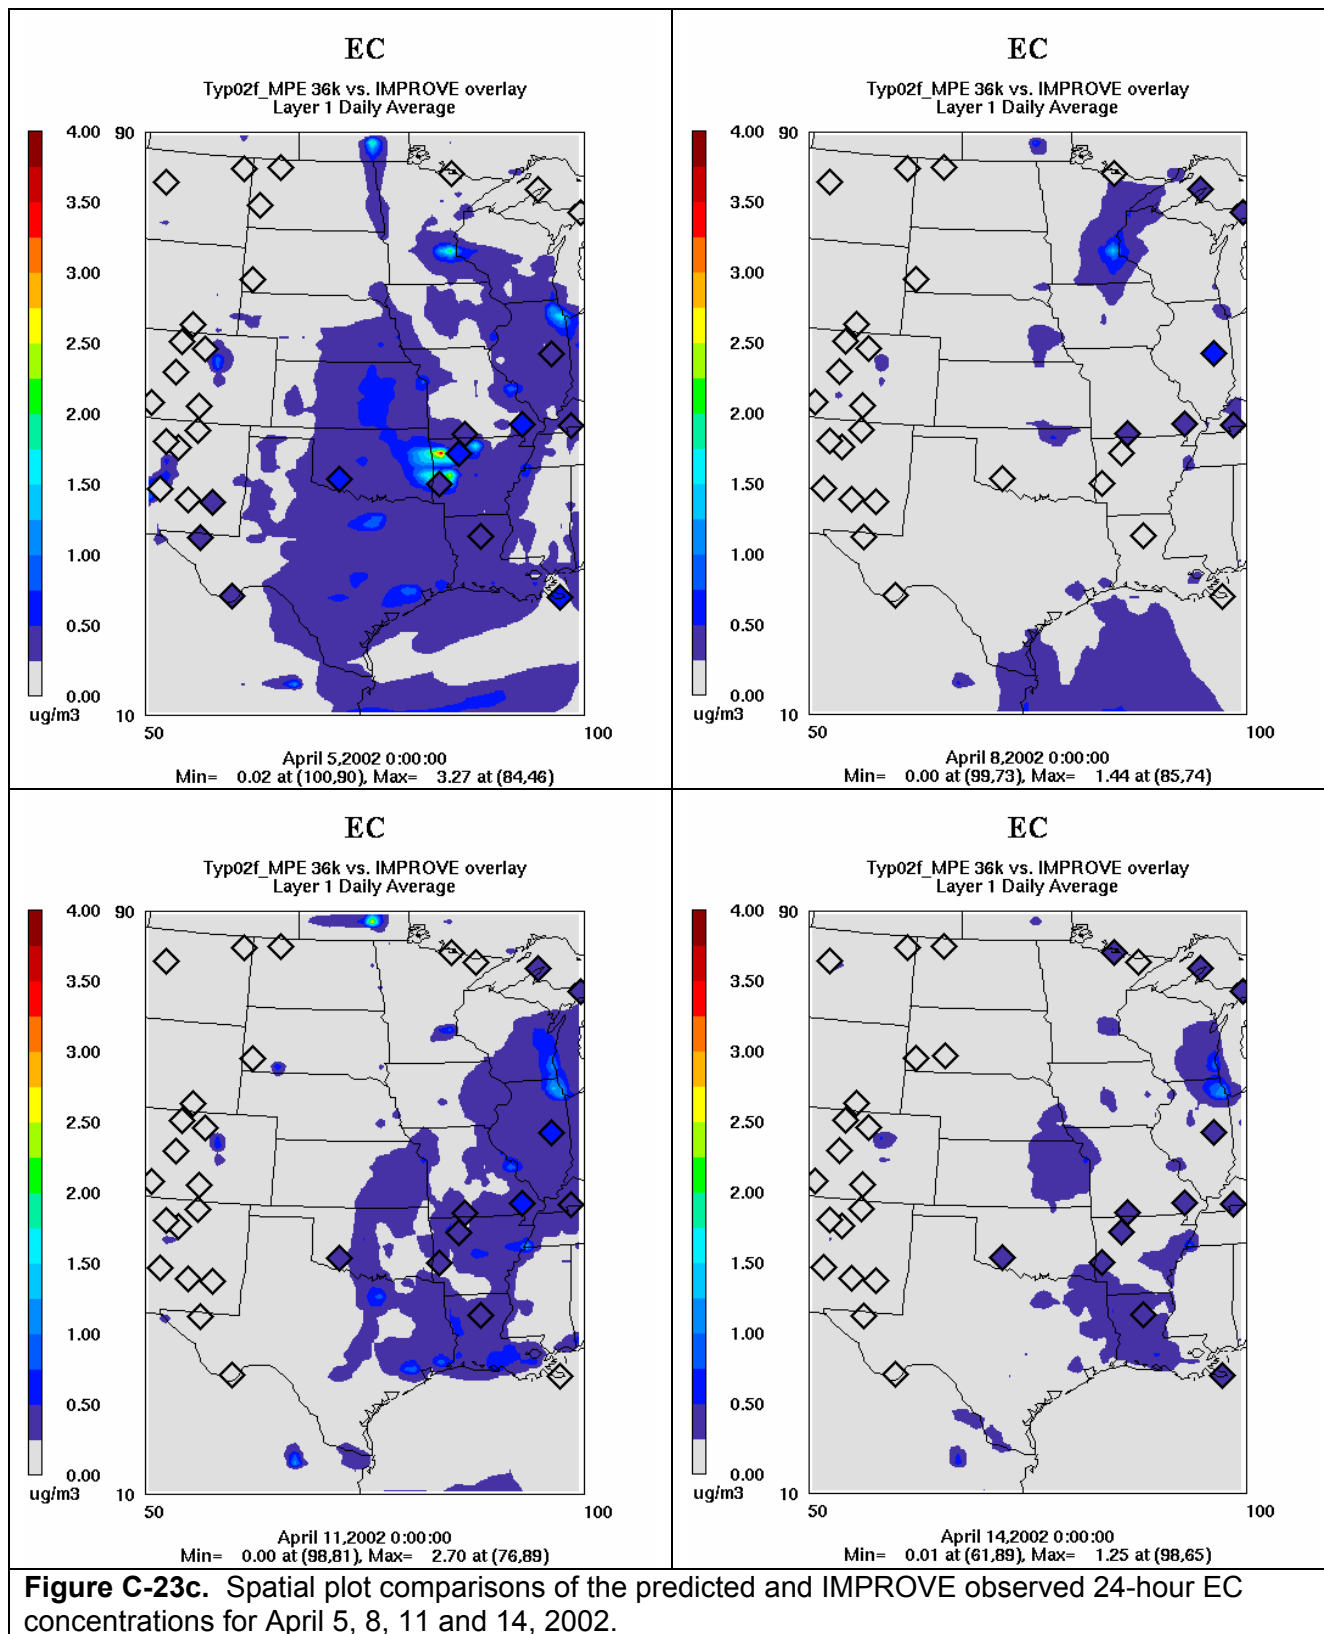 EC
Typ02f_MPE 36k vs. IMPROVE overlay
Layer 1 Daily Average
4.00
3.50
3.00
2.50
2.00
1.50
1.00
0.50
0.00
ug/m3
90
10
50
100
April 5,2002 0:00:00
Min= 0.02 at (100,90), Max= 3.27 at (84,46)
EC
Typ02f_MPE 36k vs. IMPROVE overlay
Layer 1 Daily Average
4.00
3.50
3.00
2.50
2.00
1.50
1.00
0.50
0.00
ug/m3
90
10
50
100
April 8,2002 0:00:00
Min= 0.00 at (99,73), Max= 1.44 at (85,74)
EC
Typ02f_MPE 36k vs. IMPROVE overlay
Layer 1 Daily Average
4.00
3.50
3.00
2.50
2.00
1.50
1.00
0.50
0.00
ug/m3
90
10
50
100
April 11,2002 0:00:00
Min= 0.00 at (98,81), Max= 2.70 at (76,89)
EC
Typ02f_MPE 36k vs. IMPROVE overlay
Layer 1 Daily Average
4.00
3.50
3.00
2.50
2.00
1.50
1.00
0.50
0.00
ug/m3
90
10
50
100
April 14,2002 0:00:00
Min= 0.01 at (61,89), Max= 1.25 at (98,65)
Figure C-23c. Spatial plot comparisons of the predicted and IMPROVE observed 24-hour EC
concentrations for April 5, 8, 11 and 14, 2002.